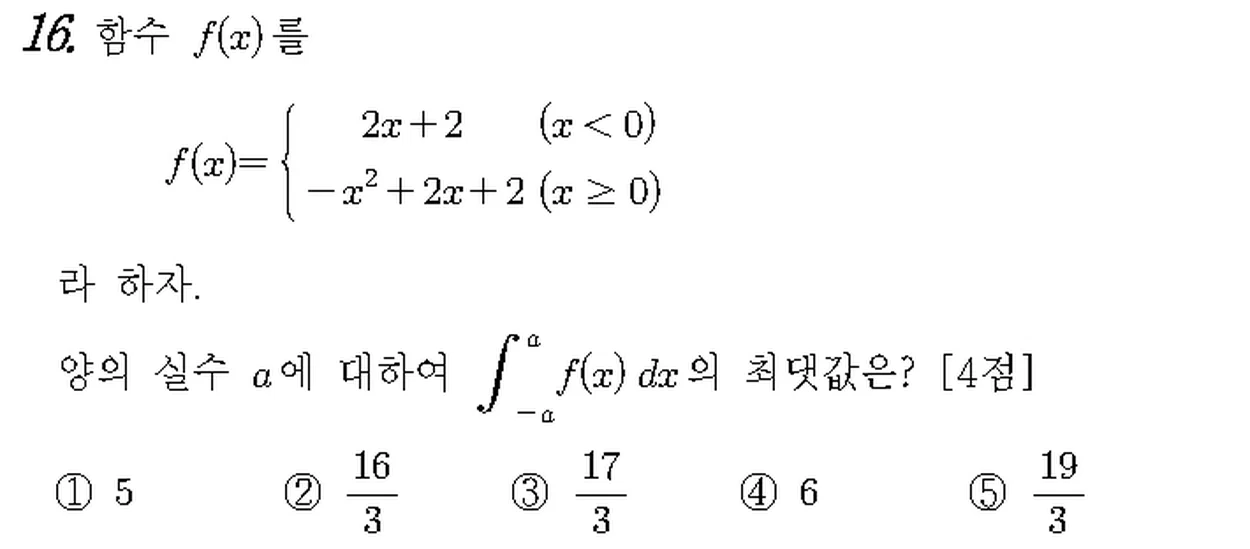 16. 함수 f(x)를
f(x)= { 2x+2 (x < 0)
-x²+2x+2 (x ≥ 0)
라 하자.
양의 실수 a에 대하여 ∫_{-a}^{a} f(x) dx의 최댓값은? [4점]
① 5 ② 16/3 ③ 17/3 ④ 6 ⑤ 19/3